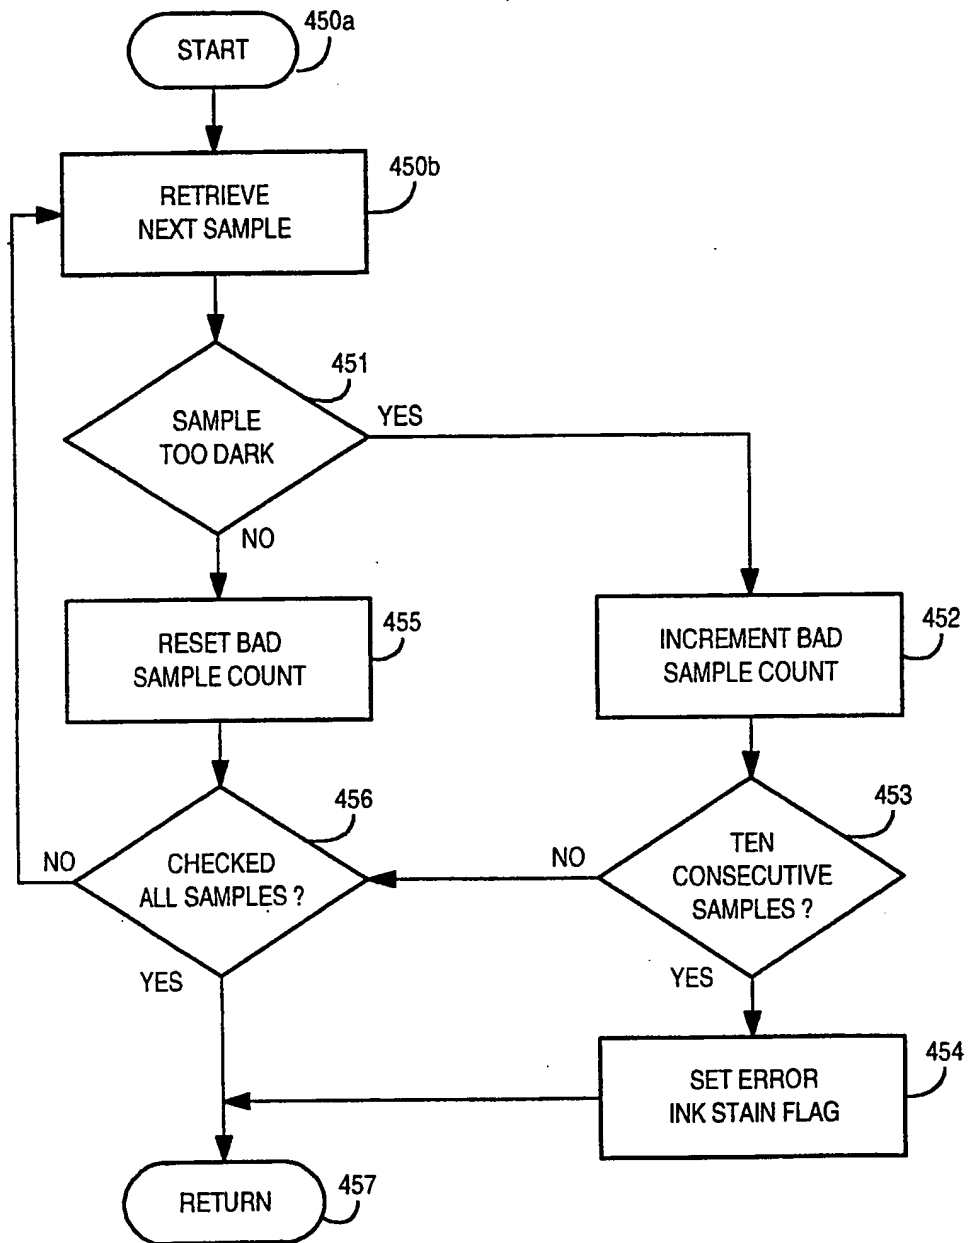 450a
START
450b
RETRIEVE
NEXT SAMPLE
451
SAMPLE
TOO DARK
YES
NO
455
RESET BAD
SAMPLE COUNT
452
INCREMENT BAD
SAMPLE COUNT
456
CHECKED
ALL SAMPLES ?
NO
YES
453
TEN
CONSECUTIVE
SAMPLES ?
NO
YES
454
SET ERROR
INK STAIN FLAG
RETURN
457